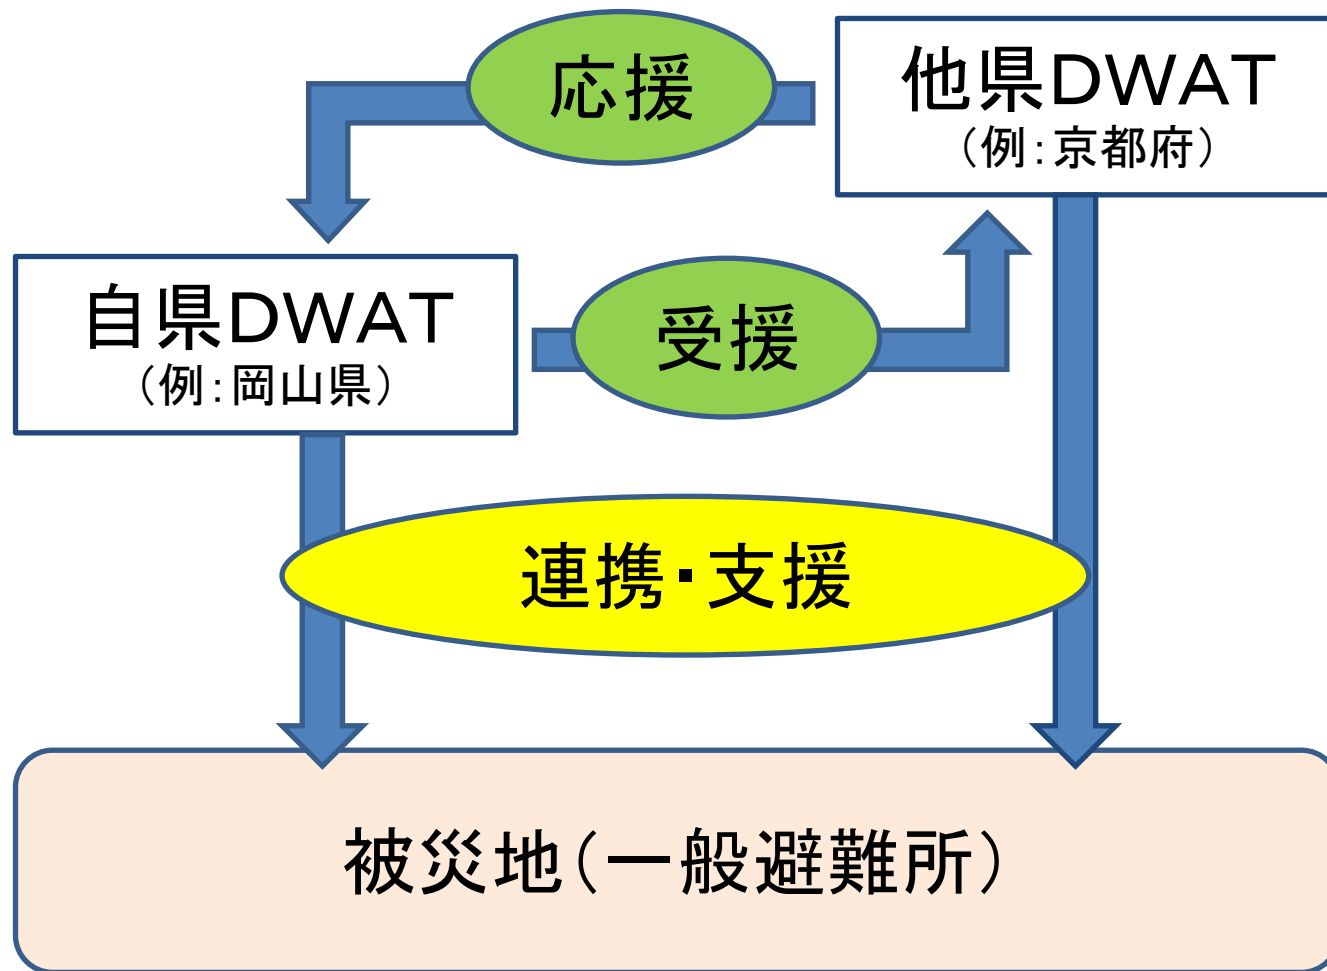 応援
他県DWAT
（例：京都府）
自県DWAT
（例：岡山県）
受援
連携・支援
被災地（一般避難所）